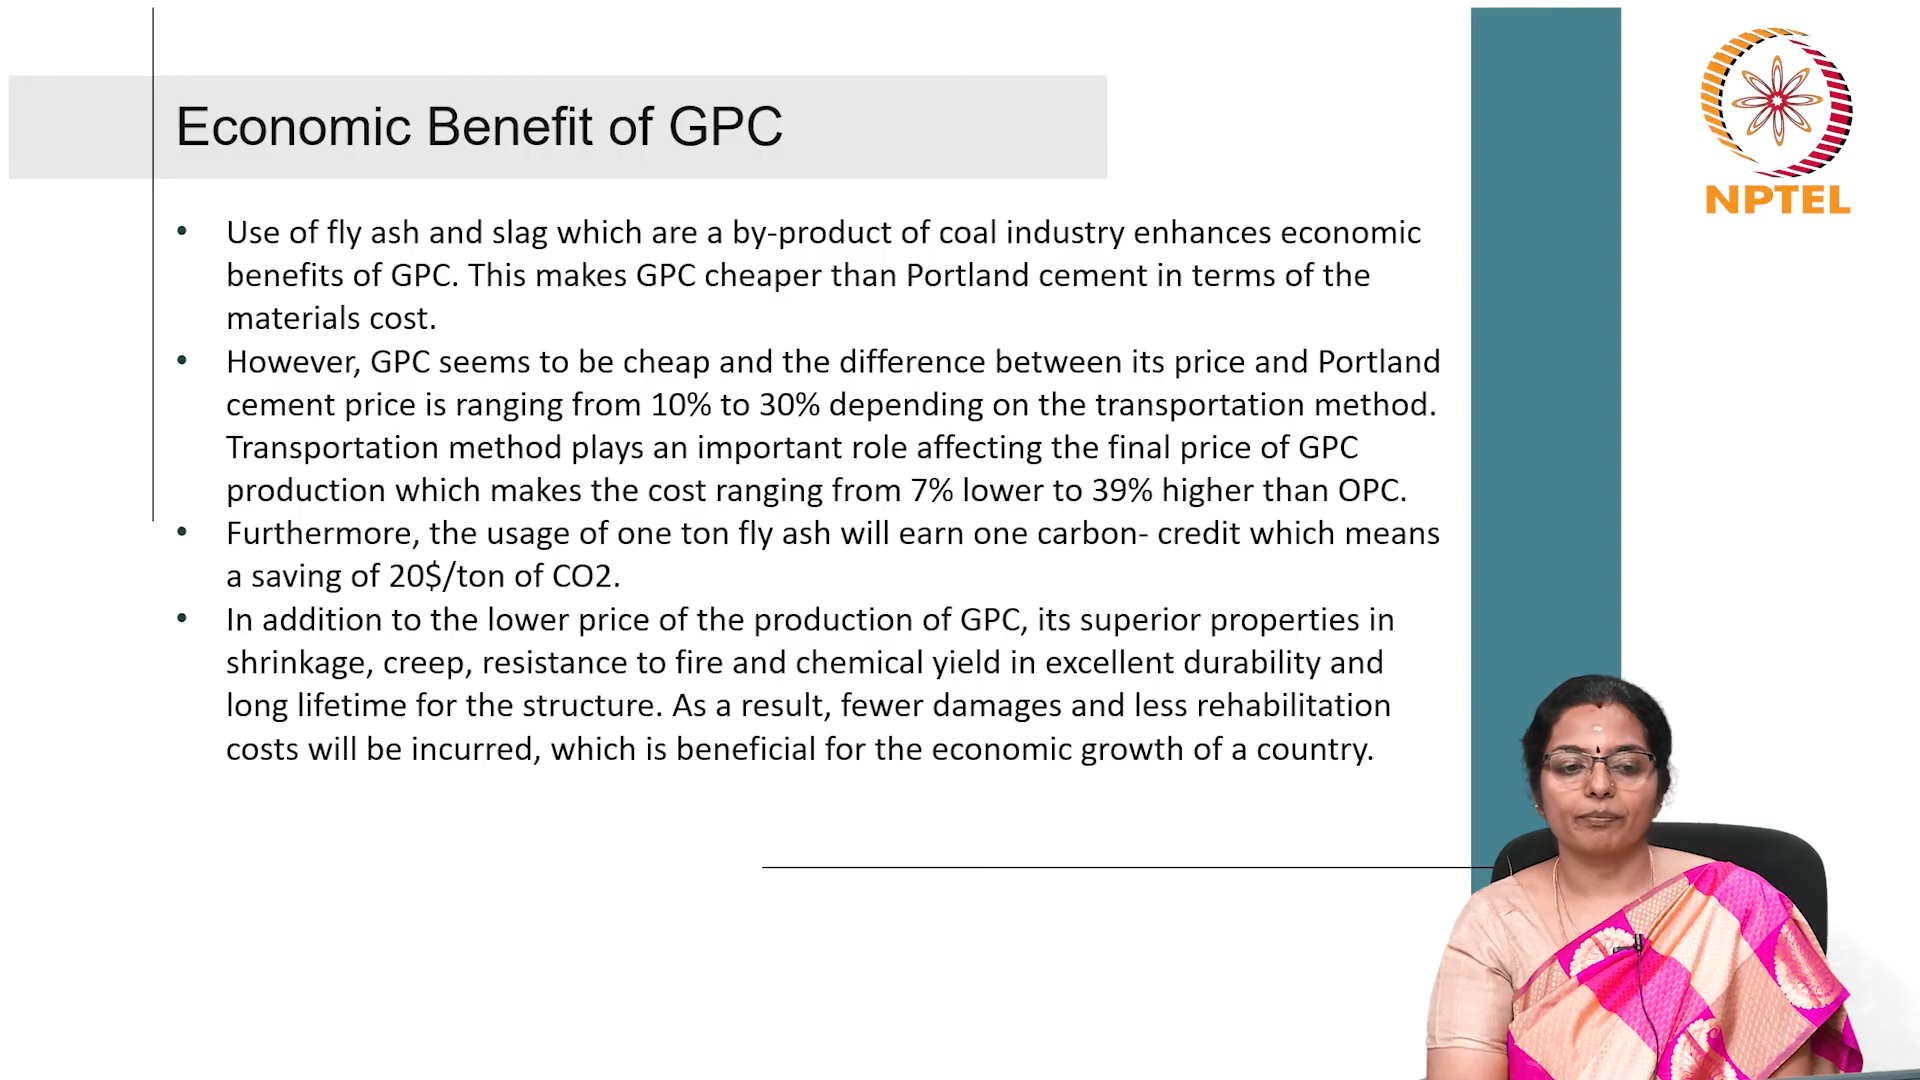 Economic Benefit of GPC
NPTEL
• Use of fly ash and slag which are a by-product of coal industry enhances economic
benefits of GPC. This makes GPC cheaper than Portland cement in terms of the
materials cost.
• However, GPC seems to be cheap and the difference between its price and Portland
cement price is ranging from 10% to 30% depending on the transportation method.
Transportation method plays an important role affecting the final price of GPC
production which makes the cost ranging from 7% lower to 39% higher than OPC.
• Furthermore, the usage of one ton fly ash will earn one carbon- credit which means
a saving of 20$/ton of CO2.
• In addition to the lower price of the production of GPC, its superior properties in
shrinkage, creep, resistance to fire and chemical yield in excellent durability and
long lifetime for the structure. As a result, fewer damages and less rehabilitation
costs will be incurred, which is beneficial for the economic growth of a country.